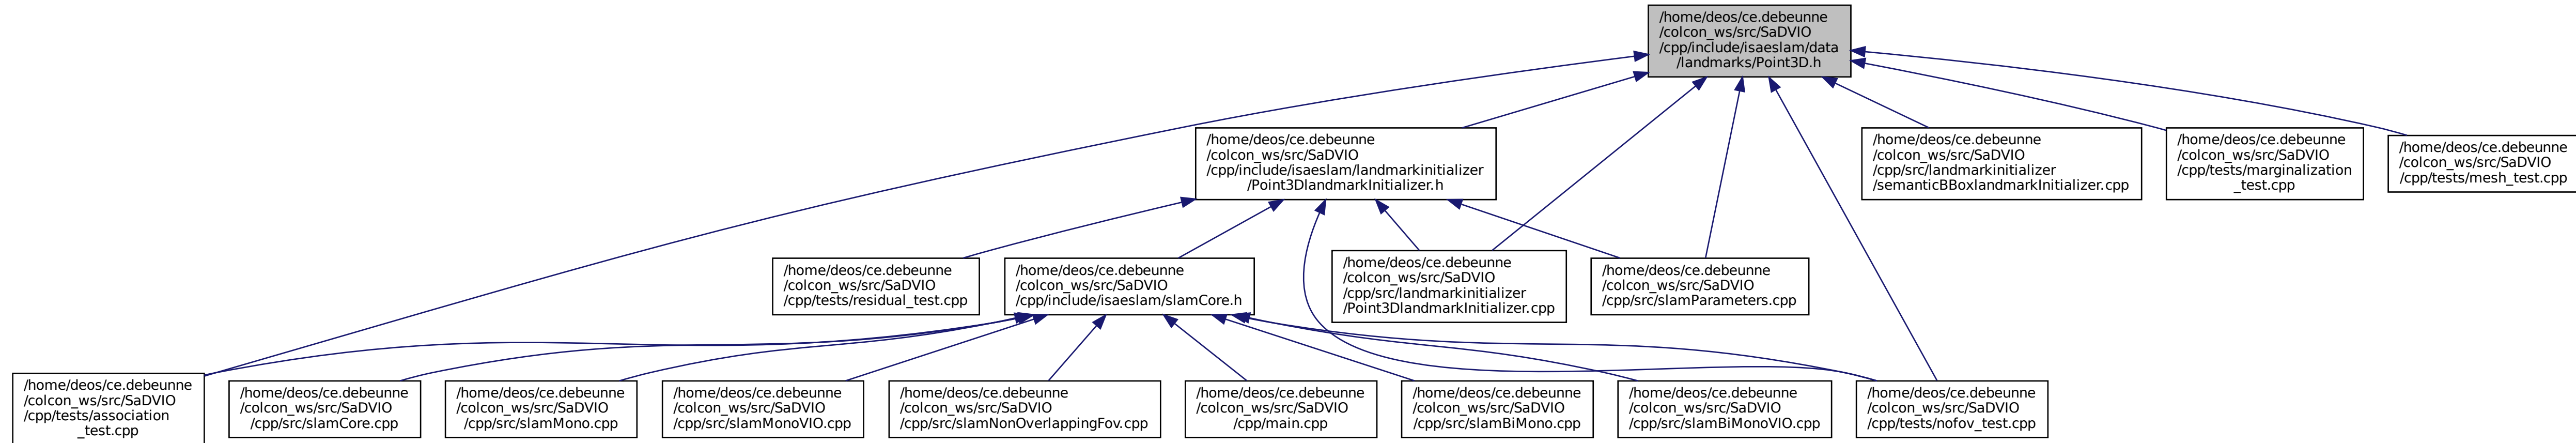 /home/deos/ce.debeunne
/colcon_ws/src/SaDVIO
/cpp/include/isaeslam/data
/landmarks/Point3D.h
/home/deos/ce.debeunne
/colcon_ws/src/SaDVIO
/cpp/include/isaeslam/landmarkinitializer
/Point3DlandmarkInitializer.h
/home/deos/ce.debeunne
/colcon_ws/src/SaDVIO
/cpp/src/landmarkinitializer
/semanticBBoxlandmarkInitializer.cpp
/home/deos/ce.debeunne
/colcon_ws/src/SaDVIO
/cpp/tests/marginalization
_test.cpp
/home/deos/ce.debeunne
/colcon_ws/src/SaDVIO
/cpp/tests/mesh_test.cpp
/home/deos/ce.debeunne
/colcon_ws/src/SaDVIO
/cpp/tests/residual_test.cpp
/home/deos/ce.debeunne
/colcon_ws/src/SaDVIO
/cpp/include/isaeslam/slamCore.h
/home/deos/ce.debeunne
/colcon_ws/src/SaDVIO
/cpp/src/landmarkinitializer
/Point3DlandmarkInitializer.cpp
/home/deos/ce.debeunne
/colcon_ws/src/SaDVIO
/cpp/src/slamParameters.cpp
/home/deos/ce.debeunne
/colcon_ws/src/SaDVIO
/cpp/tests/association
_test.cpp
/home/deos/ce.debeunne
/colcon_ws/src/SaDVIO
/cpp/src/slamCore.cpp
/home/deos/ce.debeunne
/colcon_ws/src/SaDVIO
/cpp/src/slamMono.cpp
/home/deos/ce.debeunne
/colcon_ws/src/SaDVIO
/cpp/src/slamMonoVIO.cpp
/home/deos/ce.debeunne
/colcon_ws/src/SaDVIO
/cpp/src/slamNonOverlappingFov.cpp
/home/deos/ce.debeunne
/colcon_ws/src/SaDVIO
/cpp/main.cpp
/home/deos/ce.debeunne
/colcon_ws/src/SaDVIO
/cpp/src/slamBiMono.cpp
/home/deos/ce.debeunne
/colcon_ws/src/SaDVIO
/cpp/src/slamBiMonoVIO.cpp
/home/deos/ce.debeunne
/colcon_ws/src/SaDVIO
/cpp/tests/nofov_test.cpp